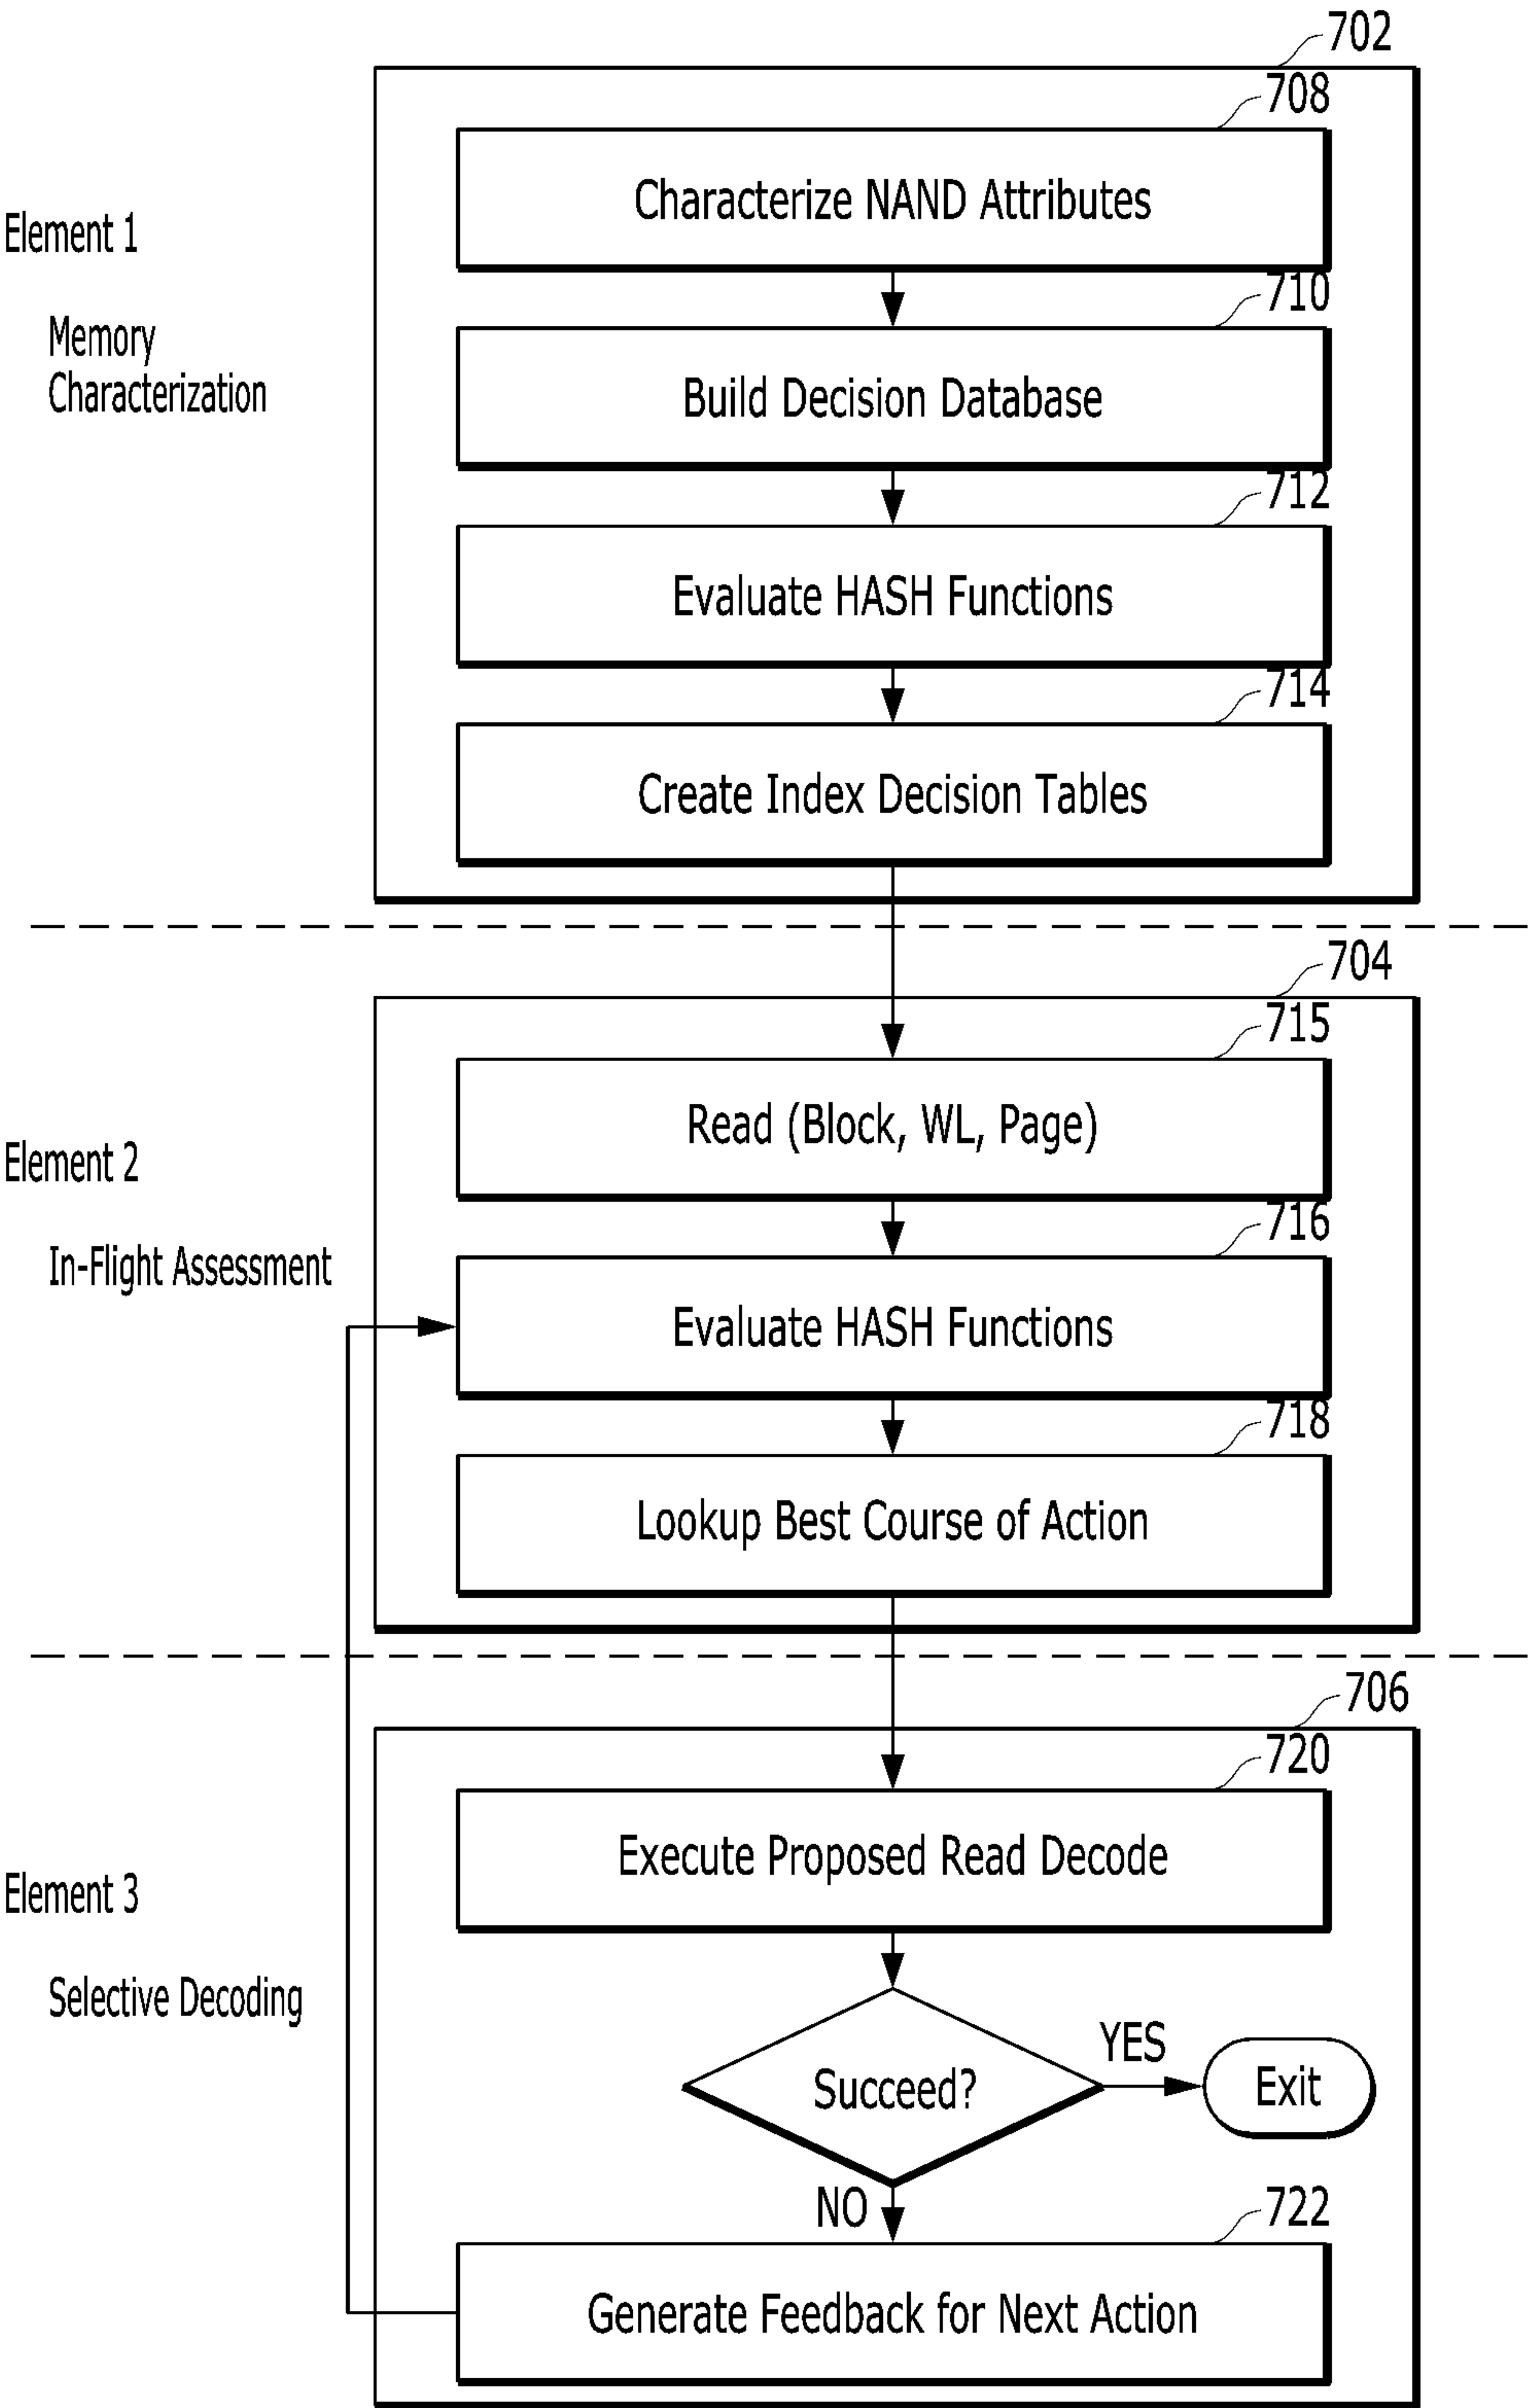 702
708
Characterize NAND Attributes
Element 1
710
Memory
Characterization
Build Decision Database
712
Evaluate HASH Functions
714
Create Index Decision Tables
704
715
Read (Block, WL, Page)
Element 2
716
In-Flight Assessment
Evaluate HASH Functions
718
Lookup Best Course of Action
706
720
Execute Proposed Read Decode
Element 3
Selective Decoding
YES
Succeed?
Exit
NO
722
Generate Feedback for Next Action